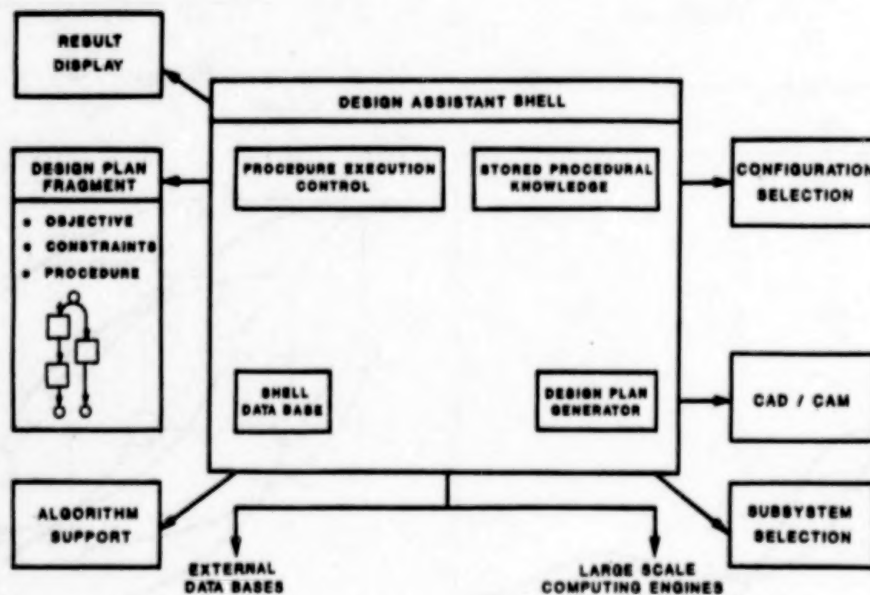 RESULT
DISPLAY
DESIGN ASSISTANT SHELL
DESIGN PLAN
FRAGMENT
• OBJECTIVE
• CONSTRAINTS
• PROCEDURE
PROCEDURE EXECUTION
CONTROL
STORED PROCEDURAL
KNOWLEDGE
CONFIGURATION
SELECTION
SHELL
DATA BASE
DESIGN PLAN
GENERATOR
CAD / CAM
ALGORITHM
SUPPORT
SUBSYSTEM
SELECTION
EXTERNAL
DATA BASES
LARGE SCALE
COMPUTING ENGINES